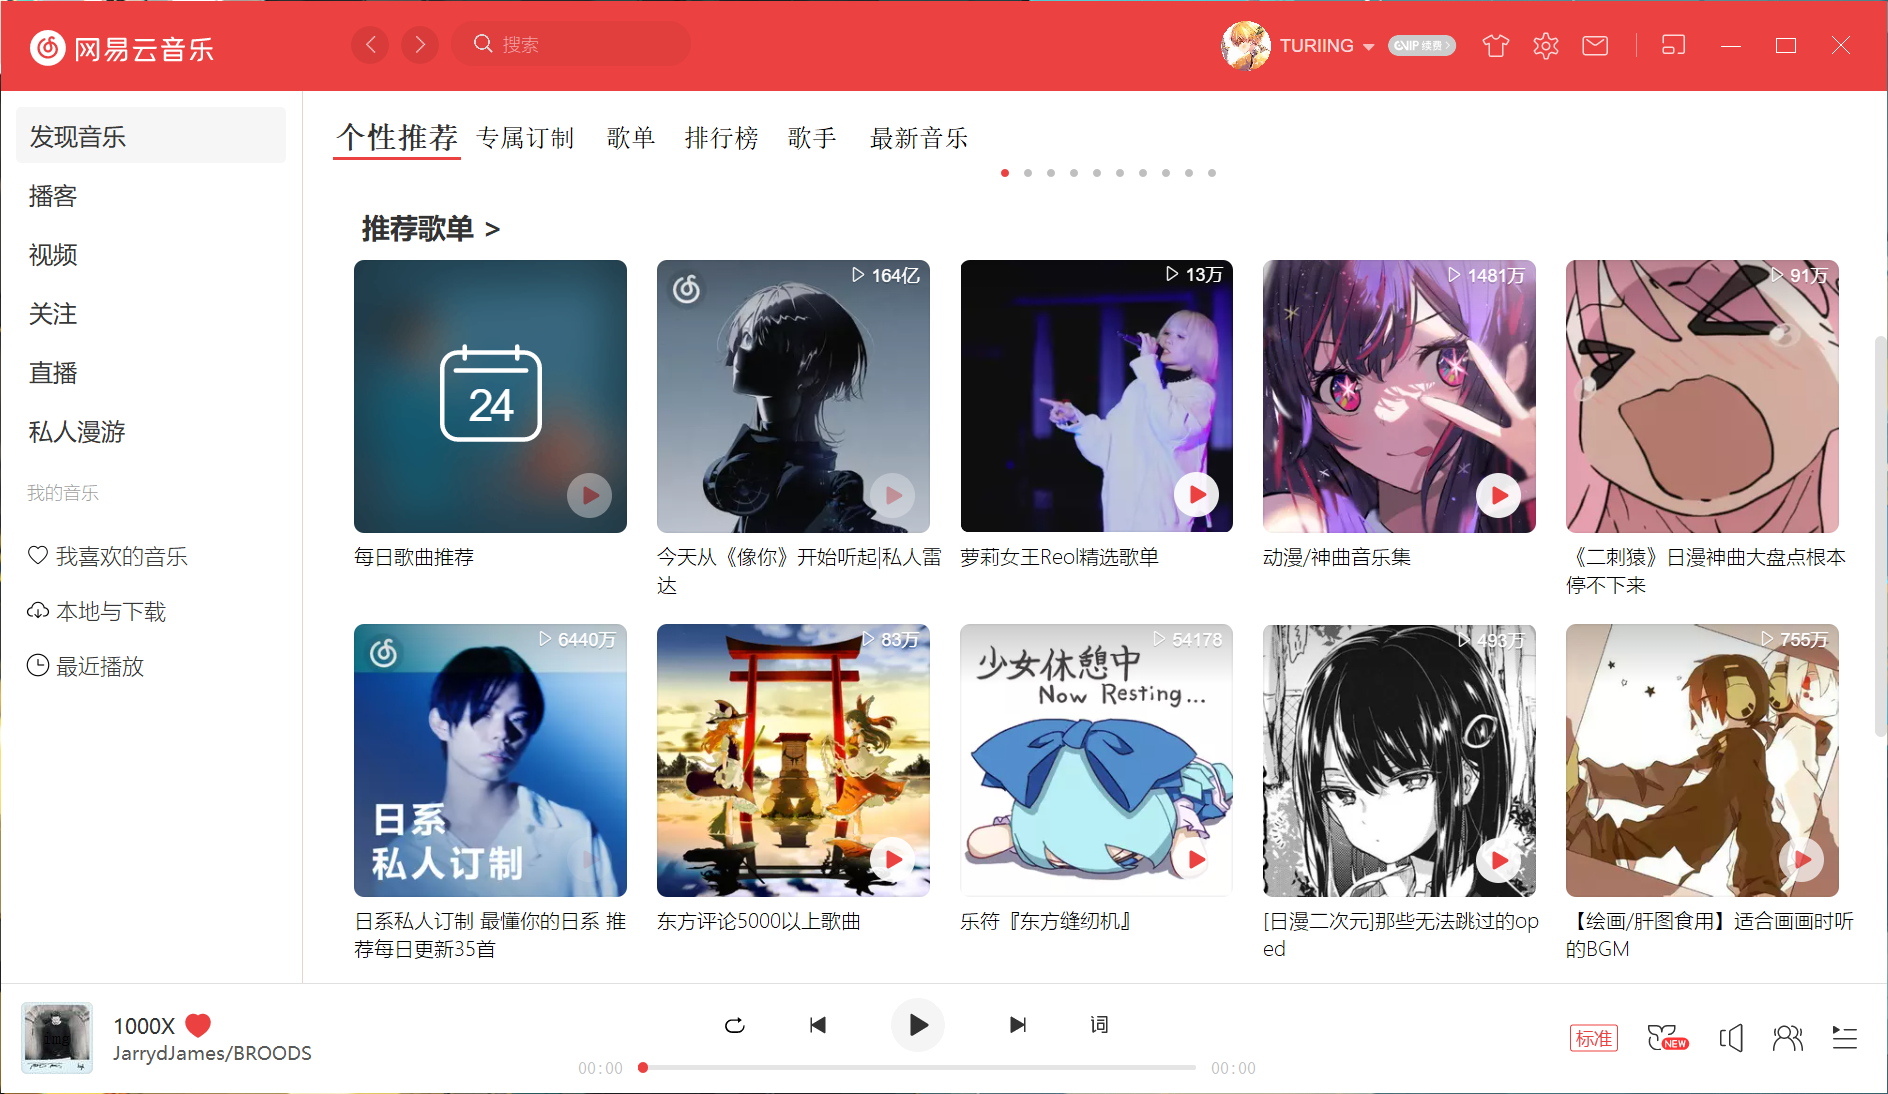 网易云音乐
搜索
TURIING
VIP 续费
发现音乐
播客
视频
关注
直播
私人漫游
我的音乐
我喜欢的音乐
本地与下载
最近播放
个性推荐 专属订制 歌单 排行榜 歌手 最新音乐
推荐歌单 >
24
164亿
13万
1481万
91万
每日歌曲推荐
今天从《像你》开始听起|私人雷
达
萝莉女王Reol精选歌单
动漫/神曲音乐集
《二刺猿》日漫神曲大盘点根本
停不下来
6440万
日系
私人订制
83万
54178
少女休憩中
Now Resting...
493万
755万
日系私人订制 最懂你的日系 推
荐每日更新35首
东方评论5000以上歌曲
乐符『东方缝纫机』
[日漫二次元]那些无法跳过的op
ed
【绘画/肝图食用】适合画画时听
的BGM
1000X
JarrydJames/BROODS
词
00:00
00:00
标准
NEW